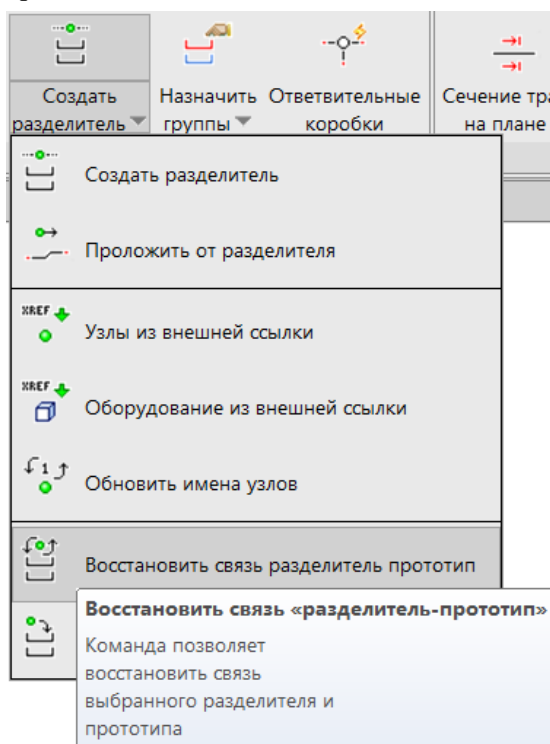 Создать
разделитель
Назначить
группы
Ответвительные
коробки
Сечение тра
на плане
Создать разделитель
Проложить от разделителя
XREF
Узлы из внешней ссылки
XREF
Оборудование из внешней ссылки
1
Обновить имена узлов
Восстановить связь разделитель прототип
Восстановить связь «разделитель-прототип»
Команда позволяет
восстановить связь
выбранного разделителя и
прототипа